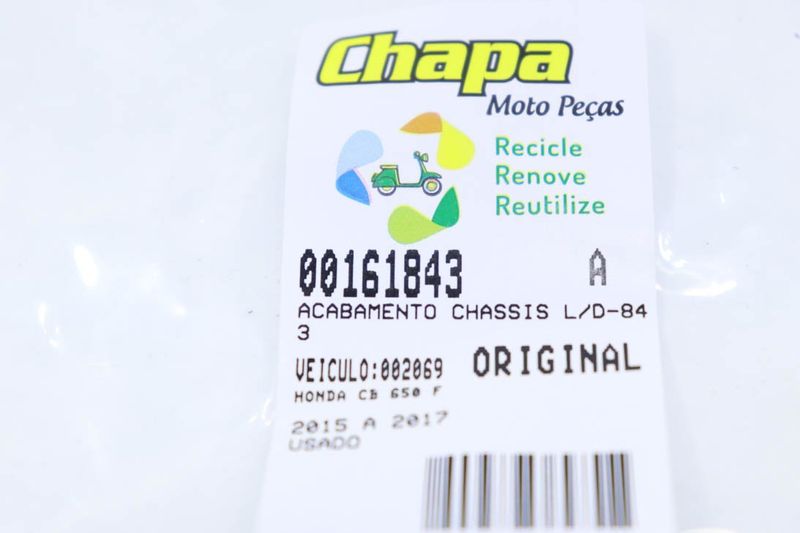 Chapa
Moto Peças
Recicle
Renove
Reutilize
00161843 A
ACABAMENTO CHASSIS L/D-84
3
VEICULO:002069 ORIGINAL
HONDA CB 650 F
2015 A 2017
USADO